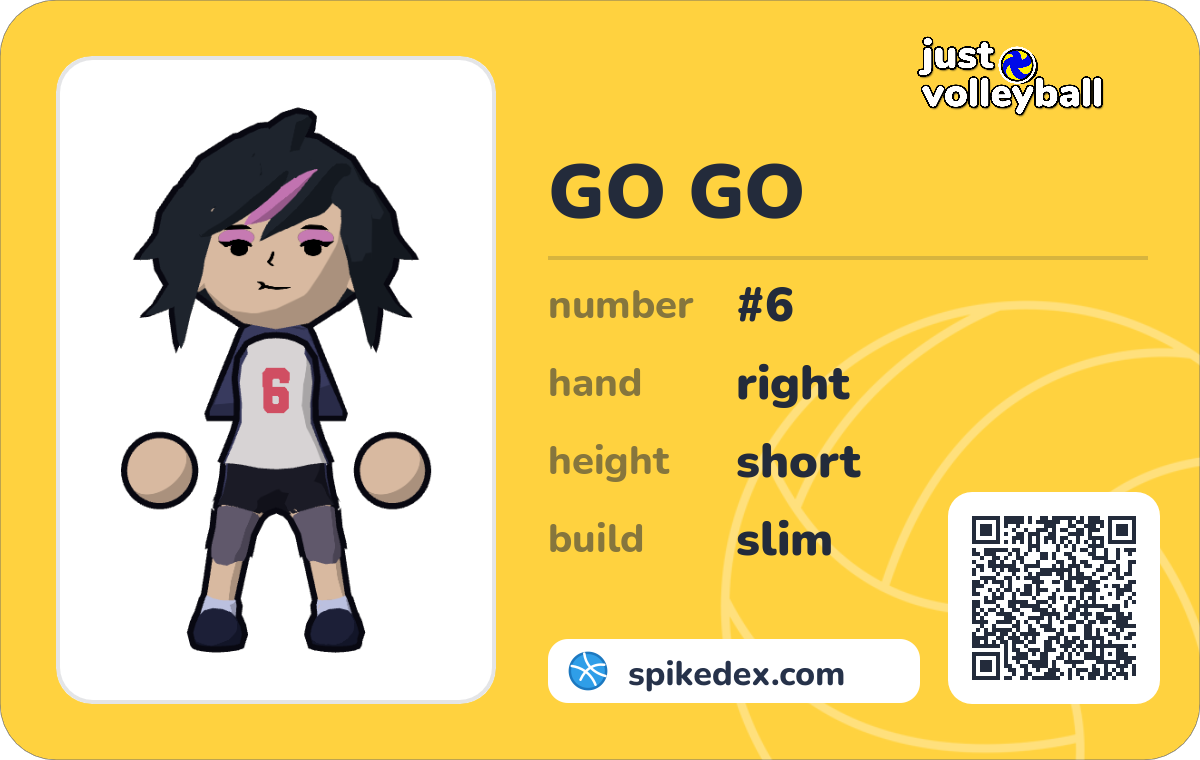 just
volleyball
GO GO
number #6
hand right
height short
build slim
6
spikedex.com